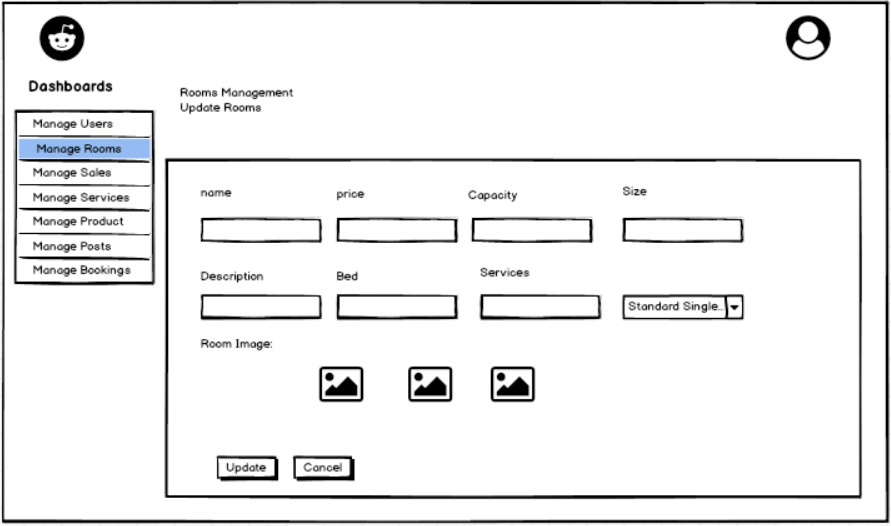 Dashboards
Manage Users
Manage Rooms
Manage Sales
Manage Services
Manage Product
Manage Posts
Manage Bookings
Rooms Management
Update Rooms
name
price
Capacity
Size
Description
Bed
Services
Standard Single...
Room Image:
Update
Cancel